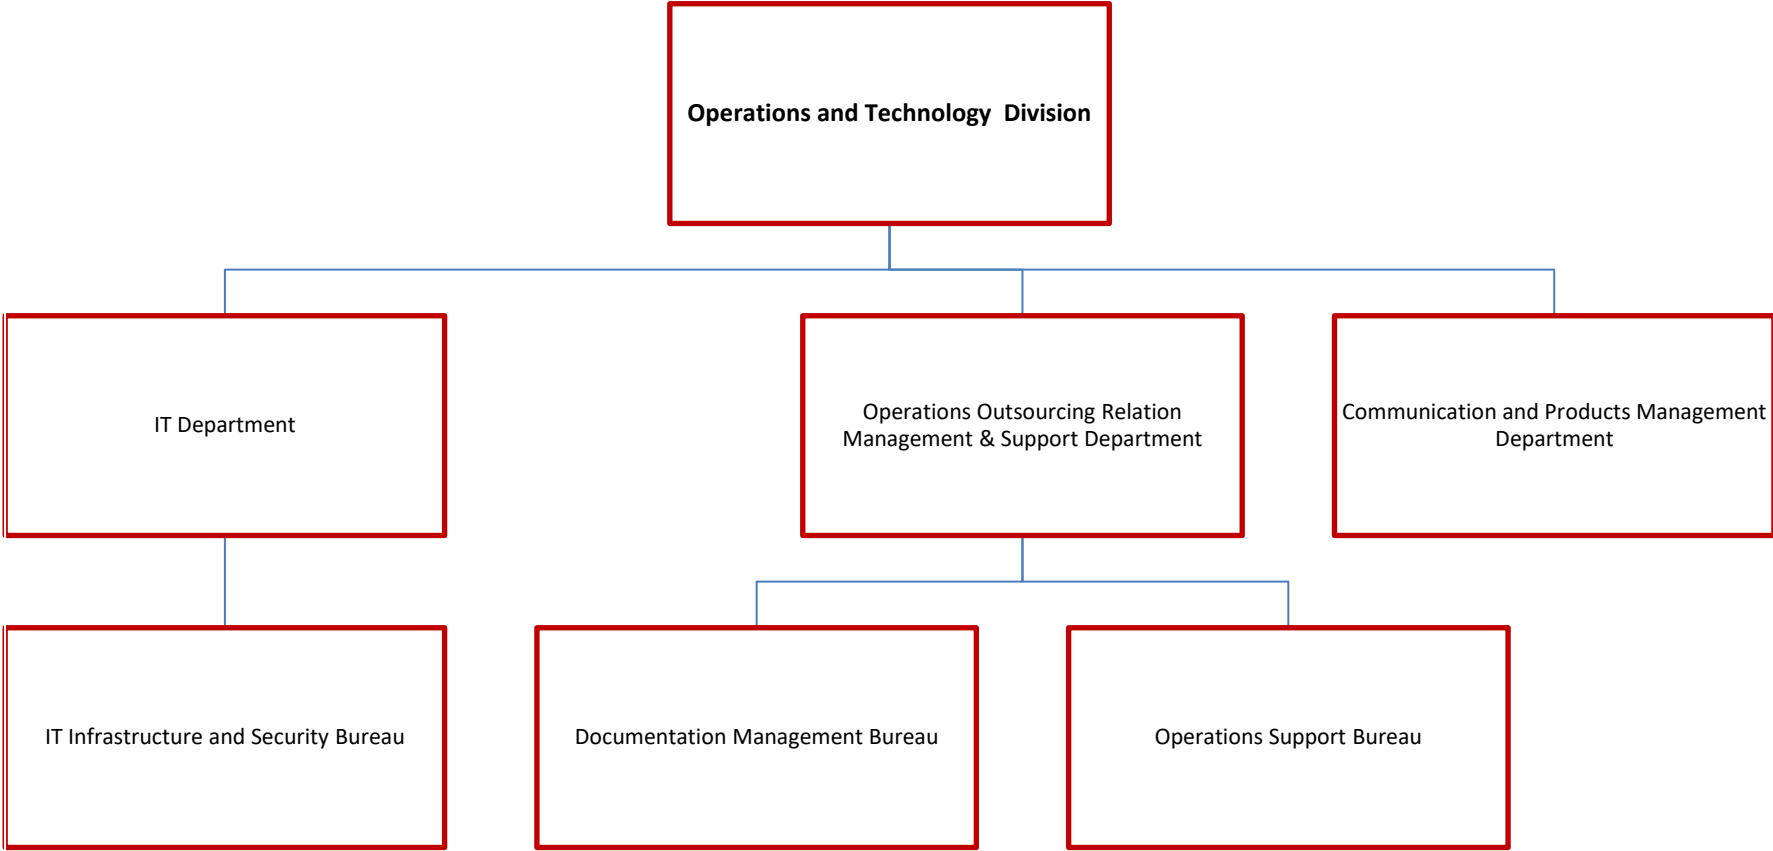 Operations and Technology  Division
IT Department
Operations Outsourcing Relation
Management & Support Department
Communication and Products Management
Department
IT Infrastructure and Security Bureau
Documentation Management Bureau
Operations Support Bureau